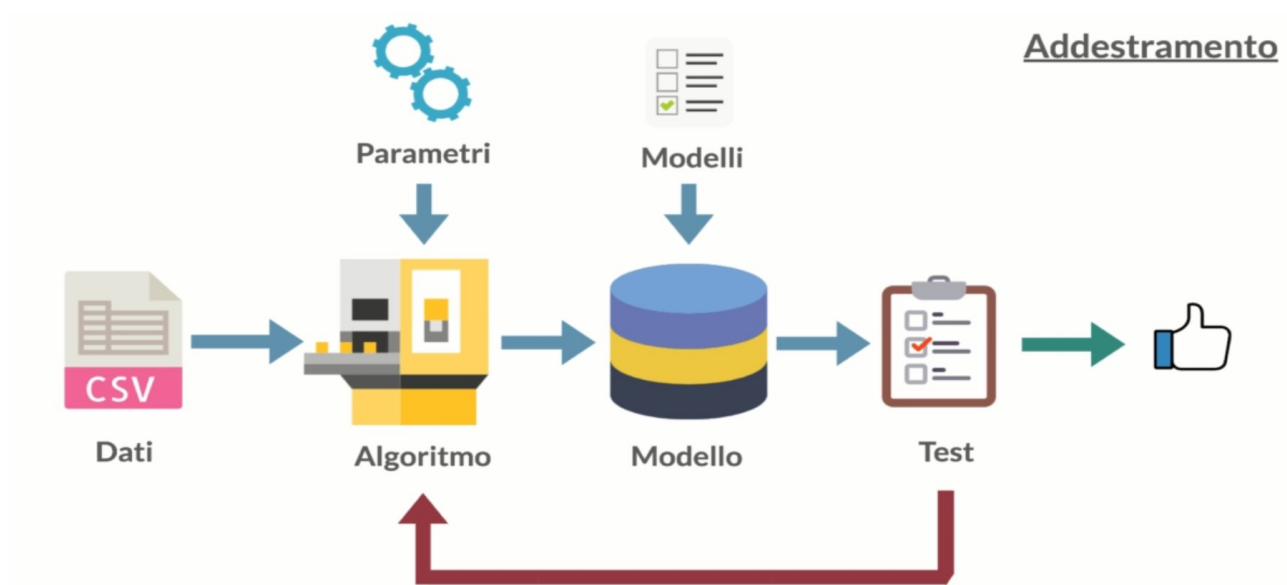 Addestramento
Parametri
Modelli
CSV
Dati
Algoritmo
Modello
Test